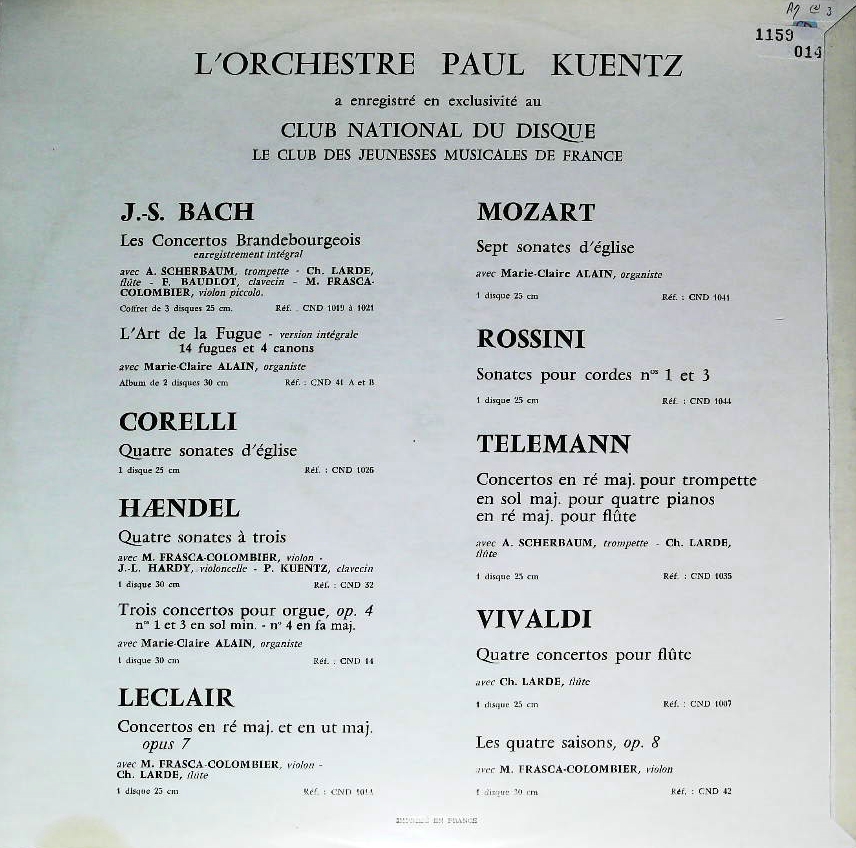 Ag @ 3
1159
014
L'ORCHESTRE PAUL KUENTZ
a enregistré en exclusivité au
CLUB NATIONAL DU DISQUE
LE CLUB DES JEUNESSES MUSICALES DE FRANCE
J.-S. BACH
Les Concertos Brandebourgeois
enregistrement intégral
avec A. SCHERBAUM, trompette - Ch. LARDE,
flûte - F. BAUDLOT, clavecin - M. FRASCA-
COLOMBIER, violon piccolo.
Coffret de 3 disques 25 cm. Réf. . CND 1019 à 1021
L'Art de la Fugue - version intégrale
14 fugues et 4 canons
avec Marie-Claire ALAIN, organiste
Album de 2 disques 30 cm Réf. : CND 41 A et B
CORELLI
Quatre sonates d'église
1 disque 25 cm Réf. : CND 1026
HÆNDEL
Quatre sonates à trois
avec M. FRASCA-COLOMBIER, violon -
J.-L. HARDY, violoncelle - P. KUENTZ, clavecin
1 disque 30 cm Réf. : CND 32
Trois concertos pour orgue, op. 4
nos 1 et 3 en sol min. - no 4 en fa maj.
avec Marie-Claire ALAIN, organiste
1 disque 30 cm Réf. : CND 14
LECLAIR
Concertos en ré maj. et en ut maj.
opus 7
avec M. FRASCA-COLOMBIER, violon -
Ch. LARDE, flûte
1 disque 25 cm Réf. : CND
MOZART
Sept sonates d'église
avec Marie-Claire ALAIN, organiste
1 disque 25 cm Réf. : CND 1041
ROSSINI
Sonates pour cordes nos 1 et 3
1 disque 25 cm Réf. : CND 1044
TELEMANN
Concertos en ré maj. pour trompette
en sol maj. pour quatre pianos
en ré maj. pour flûte
avec A. SCHERBAUM, trompette - Ch. LARDE,
flûte
1 disque 25 cm Réf. : CND 1035
VIVALDI
Quatre concertos pour flûte
avec Ch. LARDE, flûte
1 disque 25 cm Réf. : CND 1007
Les quatre saisons, op. 8
avec M. FRASCA-COLOMBIER, violon
1 disque 30 cm Réf. : CND 42
IMPRIMÉ EN FRANCE